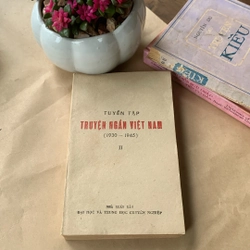 TUYỂN TẬP
TRUYỆN NGẮN VIỆT NAM
(1930 — 1945)
II
NHÀ XUẤT BẢN
ĐẠI HỌC VÀ TRUNG HỌC CHUYÊN NGHIỆP
KIỀU